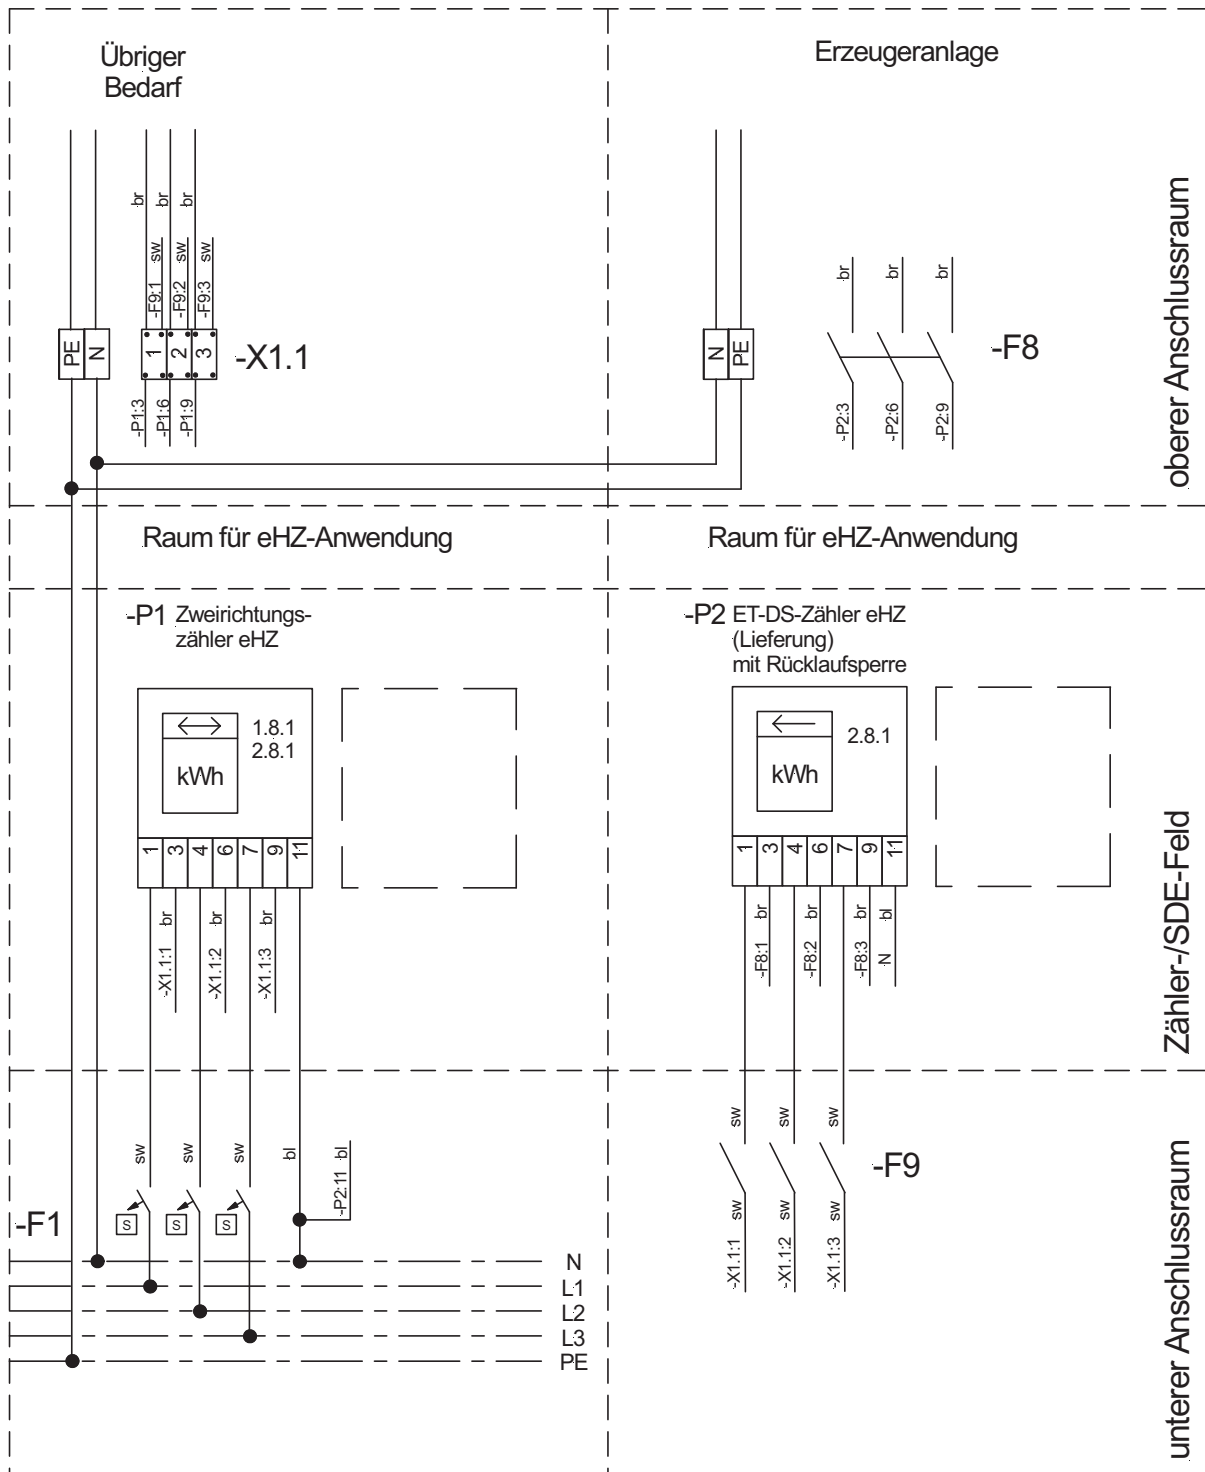 Übriger
Bedarf
Erzeugeranlage
br
br
br
-F9:1 sw
-F9:2 sw
-F9:3 sw
PE
N
1
2
3
-X1.1
-P1:3
-P1:6
-P1:9
N
PE
br
br
br
-F8
-P2:3
-P2:6
-P2:9
oberer Anschlussraum
Raum für eHZ-Anwendung
Raum für eHZ-Anwendung
-P1 Zweirichtungs-
zähler eHZ
1.8.1
2.8.1
kWh
1 3 4 6 7 9 11
-X1.1:1 br
-X1.1:2 br
-X1.1:3 br
-P2 ET-DS-Zähler eHZ
(Lieferung)
mit Rücklaufsperre
2.8.1
kWh
1 3 4 6 7 9 11
-F8:1 br
-F8:2 br
-F8:3 br
N bl
Zähler-/SDE-Feld
sw
sw
sw
bl
-P2:11 bl
-F1
S
S
S
N
L1
L2
L3
PE
sw
sw
sw
-F9
-X1.1:1 sw
-X1.1:2 sw
-X1.1:3 sw
unterer Anschlussraum